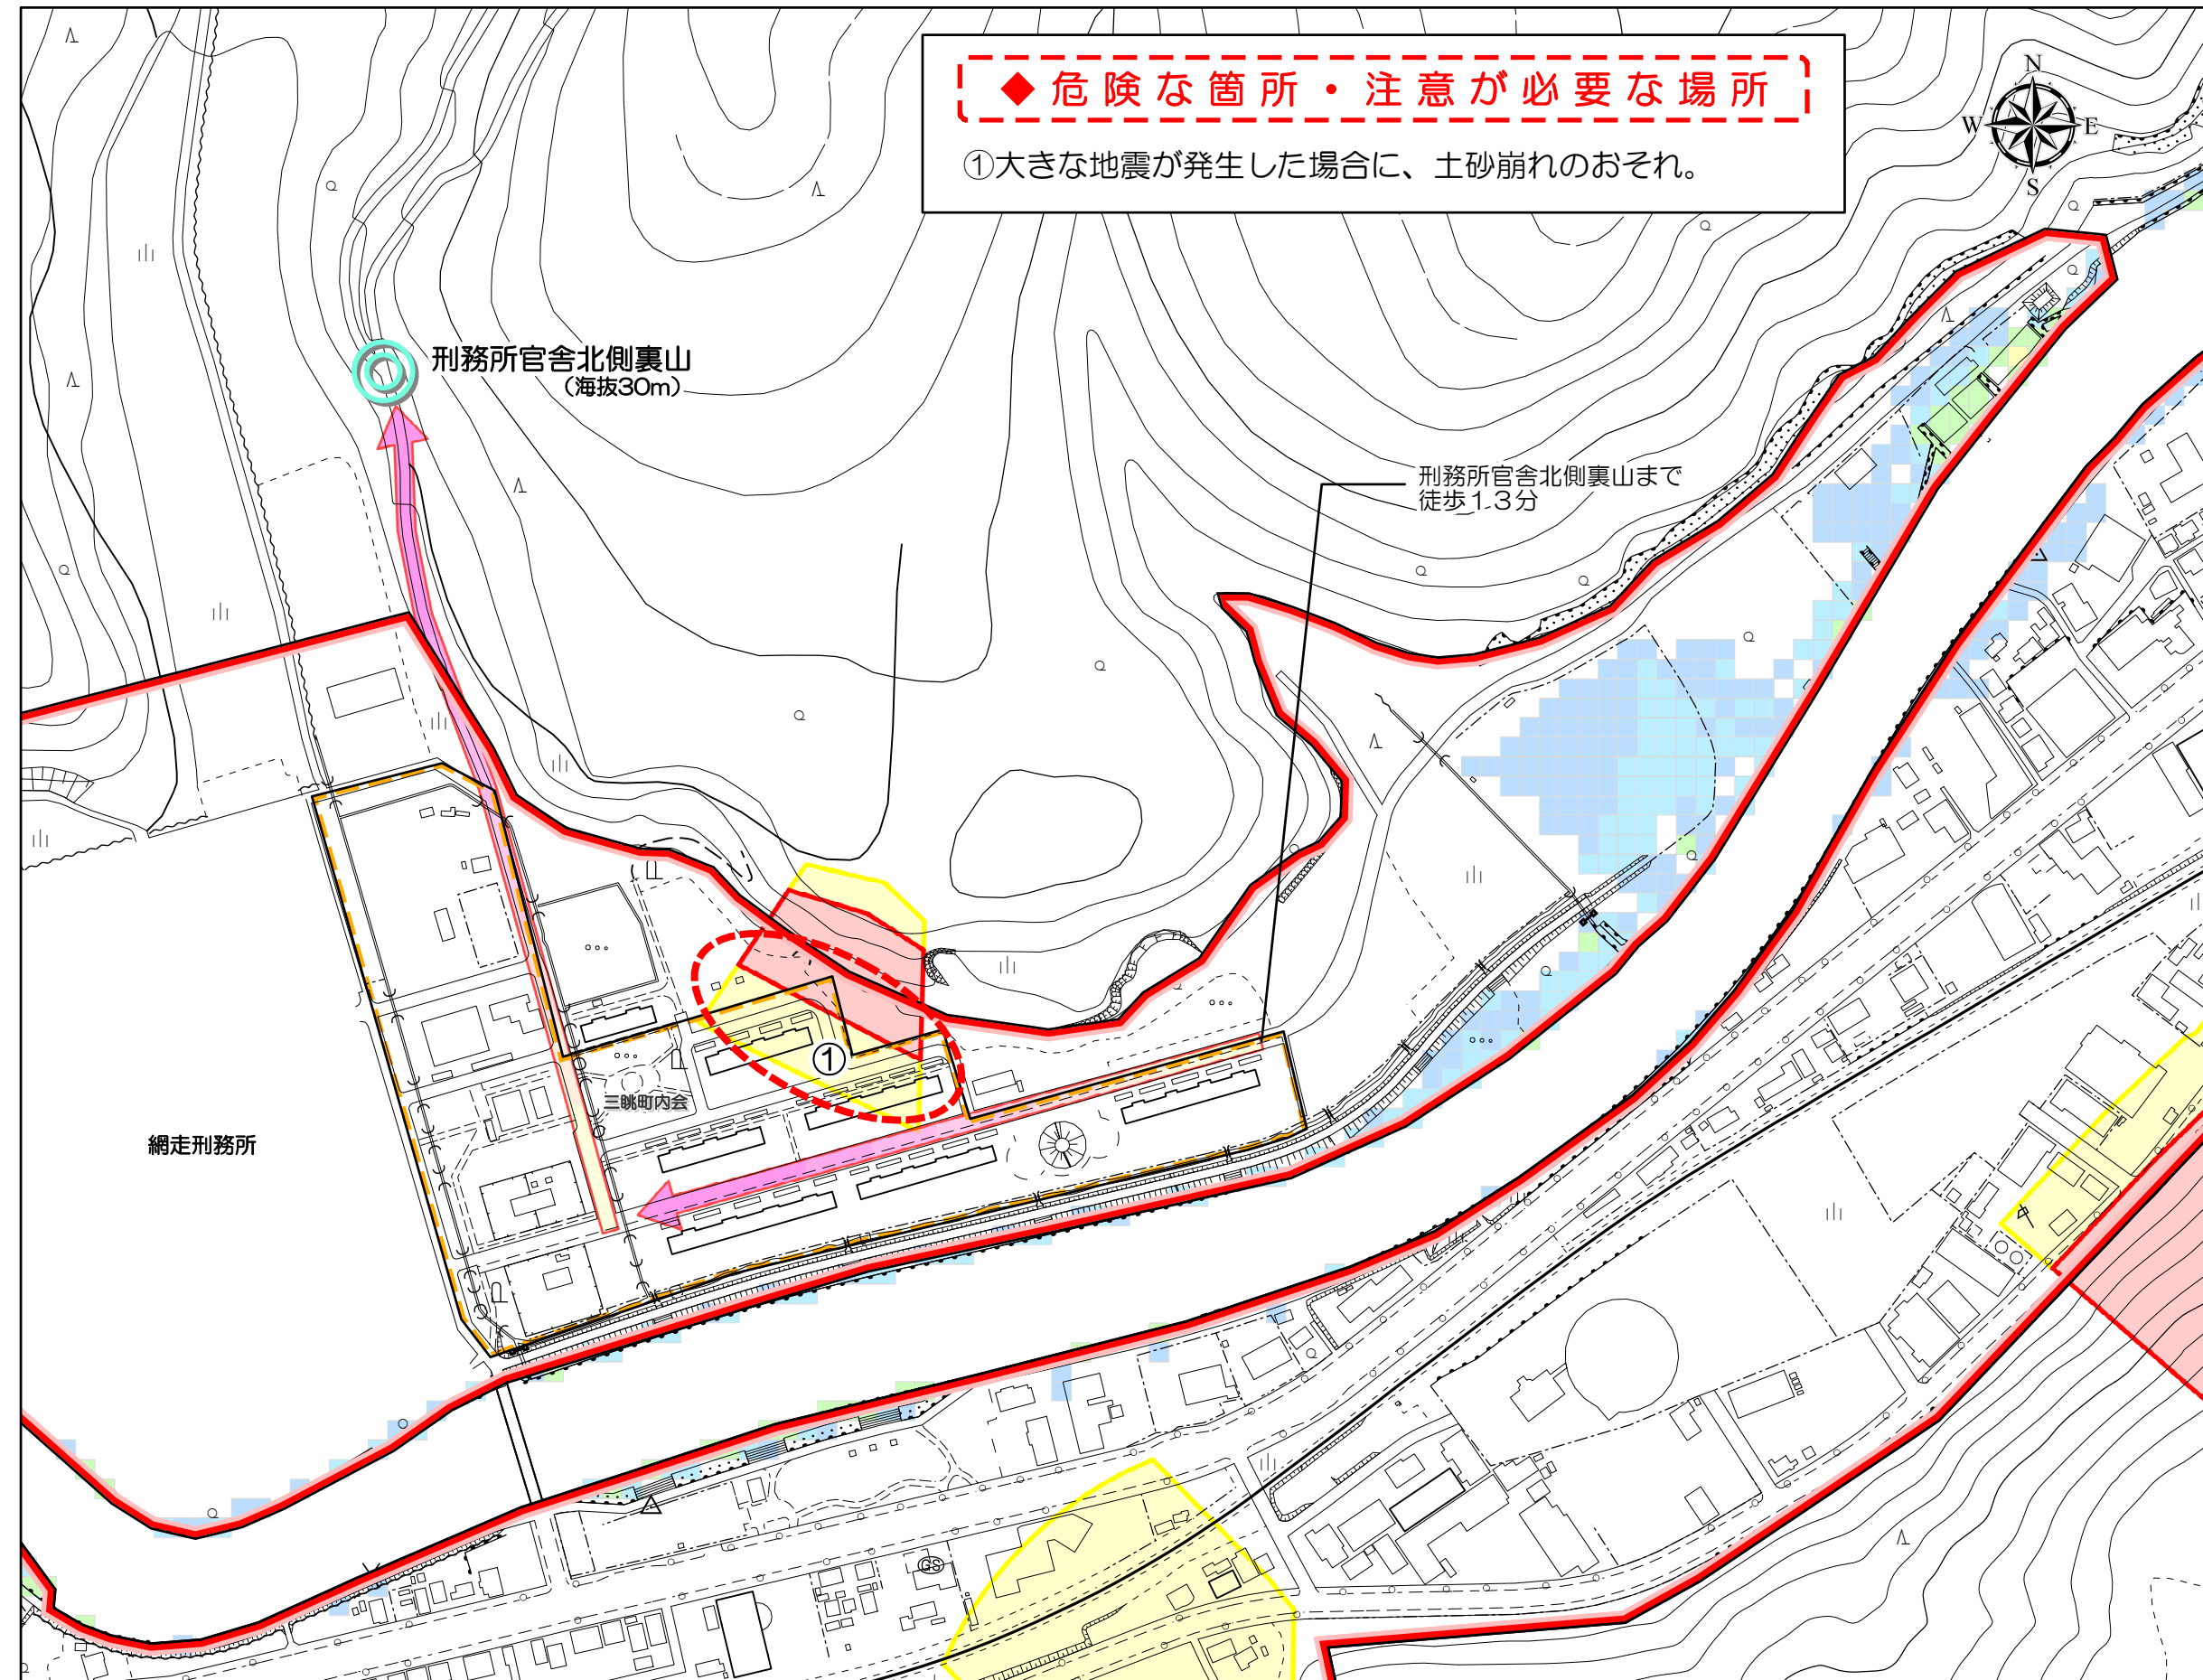 ◆危険な箇所・注意が必要な場所
①大きな地震が発生した場合に、土砂崩れのおそれ。
N
W
E
S
刑務所官舎北側裏山
（海抜30m）
刑務所官舎北側裏山まで
徒歩13分
①
三眺町内会
網走刑務所
GS